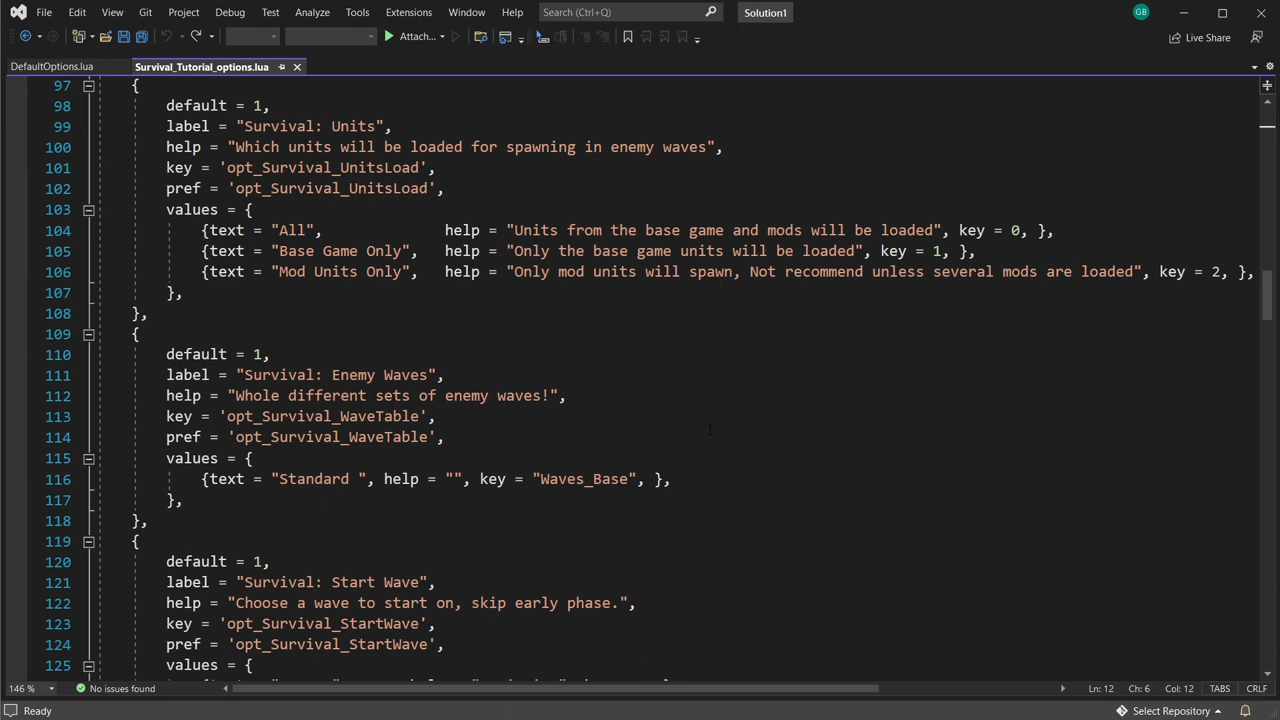 File Edit View Git Project Debug Test Analyze Tools Extensions Window Help Search (Ctrl+Q) Solution1 GB
Attach... Live Share
DefaultOptions.lua Survival_Tutorial_options.lua
97 {
98 default = 1,
99 label = "Survival: Units",
100 help = "Which units will be loaded for spawning in enemy waves",
101 key = 'opt_Survival_UnitsLoad',
102 pref = 'opt_Survival_UnitsLoad',
103 values = {
104 {text = "All", help = "Units from the base game and mods will be loaded", key = 0, },
105 {text = "Base Game Only", help = "Only the base game units will be loaded", key = 1, },
106 {text = "Mod Units Only", help = "Only mod units will spawn, Not recommend unless several mods are loaded", key = 2, },
107 },
108 },
109 {
110 default = 1,
111 label = "Survival: Enemy Waves",
112 help = "Whole different sets of enemy waves!",
113 key = 'opt_Survival_WaveTable',
114 pref = 'opt_Survival_WaveTable',
115 values = {
116 {text = "Standard ", help = "", key = "Waves_Base", },
117 },
118 },
119 {
120 default = 1,
121 label = "Survival: Start Wave",
122 help = "Choose a wave to start on, skip early phase.",
123 key = 'opt_Survival_StartWave',
124 pref = 'opt_Survival_StartWave',
125 values = {
146 % No issues found Ln: 12 Ch: 6 Col: 12 TABS CRLF
Ready Select Repository